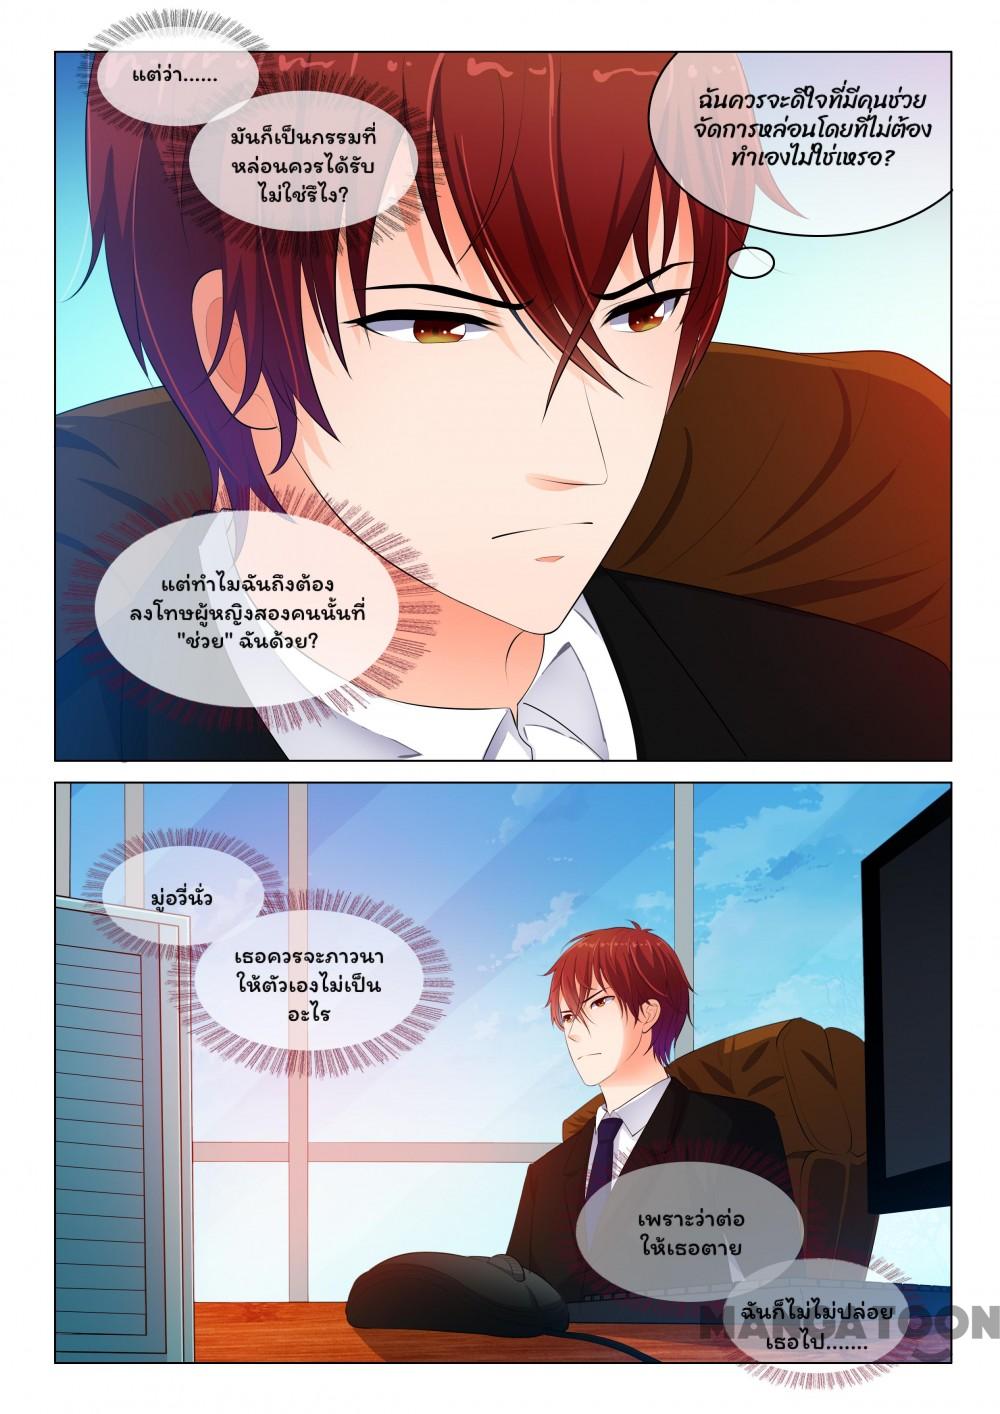 แต่ว่า......
มันก็เป็นกรรมที่
หล่อนควรได้รับ
ไม่ใช่รึไง?
ฉันควรจะดีใจที่มีคนช่วย
จัดการหล่อนโดยที่ไม่ต้อง
ทำเองไม่ใช่เหรอ?
แต่ทำไมฉันถึงต้อง
ลงโทษผู้หญิงสองคนนั้นที่
"ช่วย" ฉันด้วย?
มู่อวี่นั่ว
เธอควรจะภาวนา
ให้ตัวเองไม่เป็น
อะไร
เพราะว่าต่อ
ให้เธอตาย
ฉันก็ไม่ไม่ปล่อย
เธอไป.......
MANGATOON